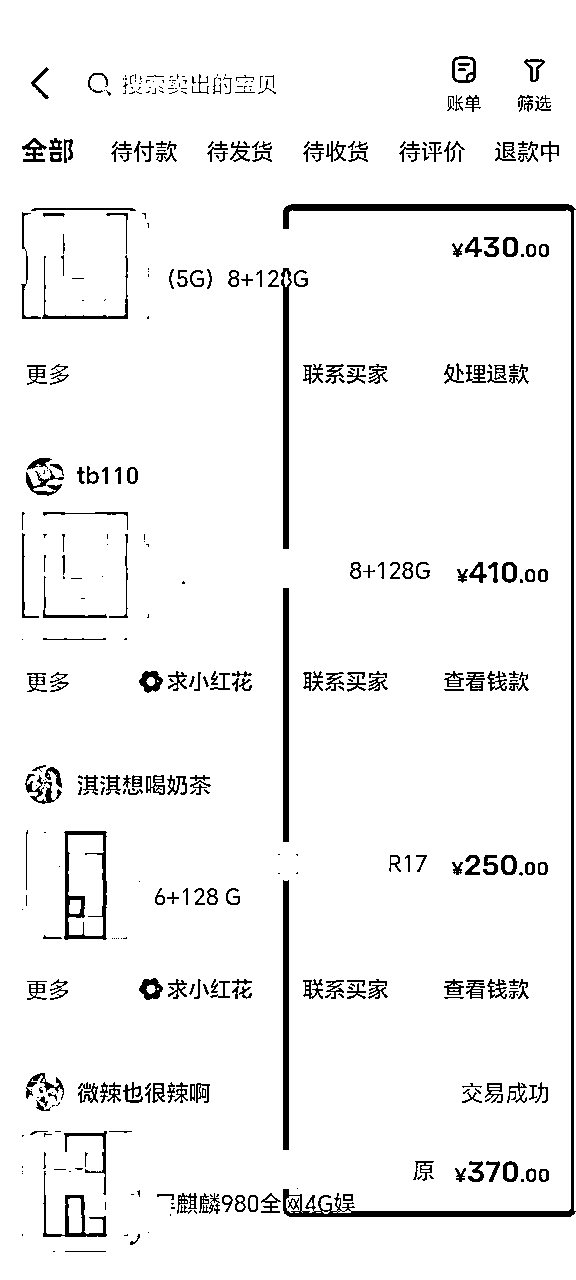 搜索卖出的宝贝
账单 筛选
全部 待付款 待发货 待收货 待评价 退款中
¥430.00
(5G) 8+128G
更多 联系买家 处理退款
tb110
8+128G ¥410.00
更多 求小红花 联系买家 查看钱款
淇淇想喝奶茶
R17 ¥250.00
6+128 G
更多 求小红花 联系买家 查看钱款
微辣也很辣啊 交易成功
原 ¥370.00
麒麟980全网4G娱